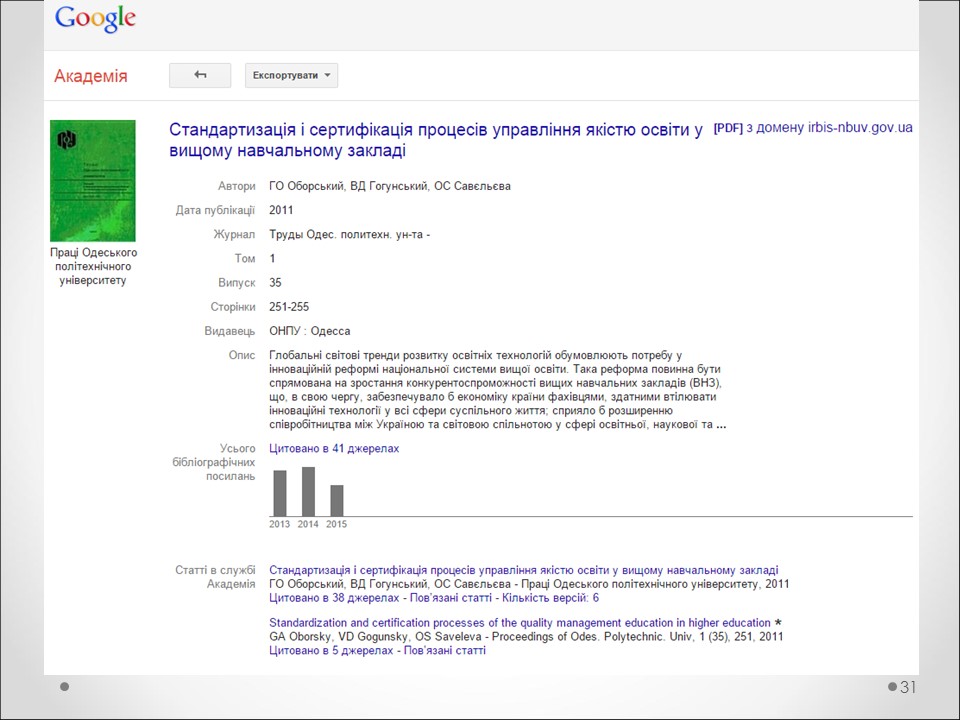 Google
Академія
Експортувати
Стандартизація і сертифікація процесів управління якістю освіти у
вищому навчальному закладі
[PDF] з домену irbis-nbuv.gov.ua
Праці Одеського
політехнічного
університету
Автори ГО Оборський, ВД Гогунський, ОС Савєльєва
Дата публікації 2011
Журнал Труды Одес. политехн. ун-та -
Том 1
Випуск 35
Сторінки 251-255
Видавець ОНПУ : Одесса
Опис Глобальні світові тренди розвитку освітніх технологій обумовлюють потребу у
інноваційній реформі національної системи вищої освіти. Така реформа повинна бути
спрямована на зростання конкурентоспроможності вищих навчальних закладів (ВНЗ),
що, в свою чергу, забезпечувало б економіку країни фахівцями, здатними втілювати
інноваційні технології у всі сфери суспільного життя; сприяло б розширенню
співробітництва між Україною та світовою спільнотою у сфері освітньої, наукової та ...
Усього
бібліографічних
посилань
Цитовано в 41 джерелах
2013 2014 2015
Статті в службі
Академія
Стандартизація і сертифікація процесів управління якістю освіти у вищому навчальному закладі
ГО Оборський, ВД Гогунський, ОС Савєльєва - Праці Одеського політехнічного університету, 2011
Цитовано в 38 джерелах - Пов'язані статті - Кількість версій: 6
Standardization and certification processes of the quality management education in higher education *
GA Oborsky, VD Gogunsky, OS Saveleva - Proceedings of Odes. Polytechnic. Univ, 1 (35), 251, 2011
Цитовано в 5 джерелах - Пов'язані статті
31